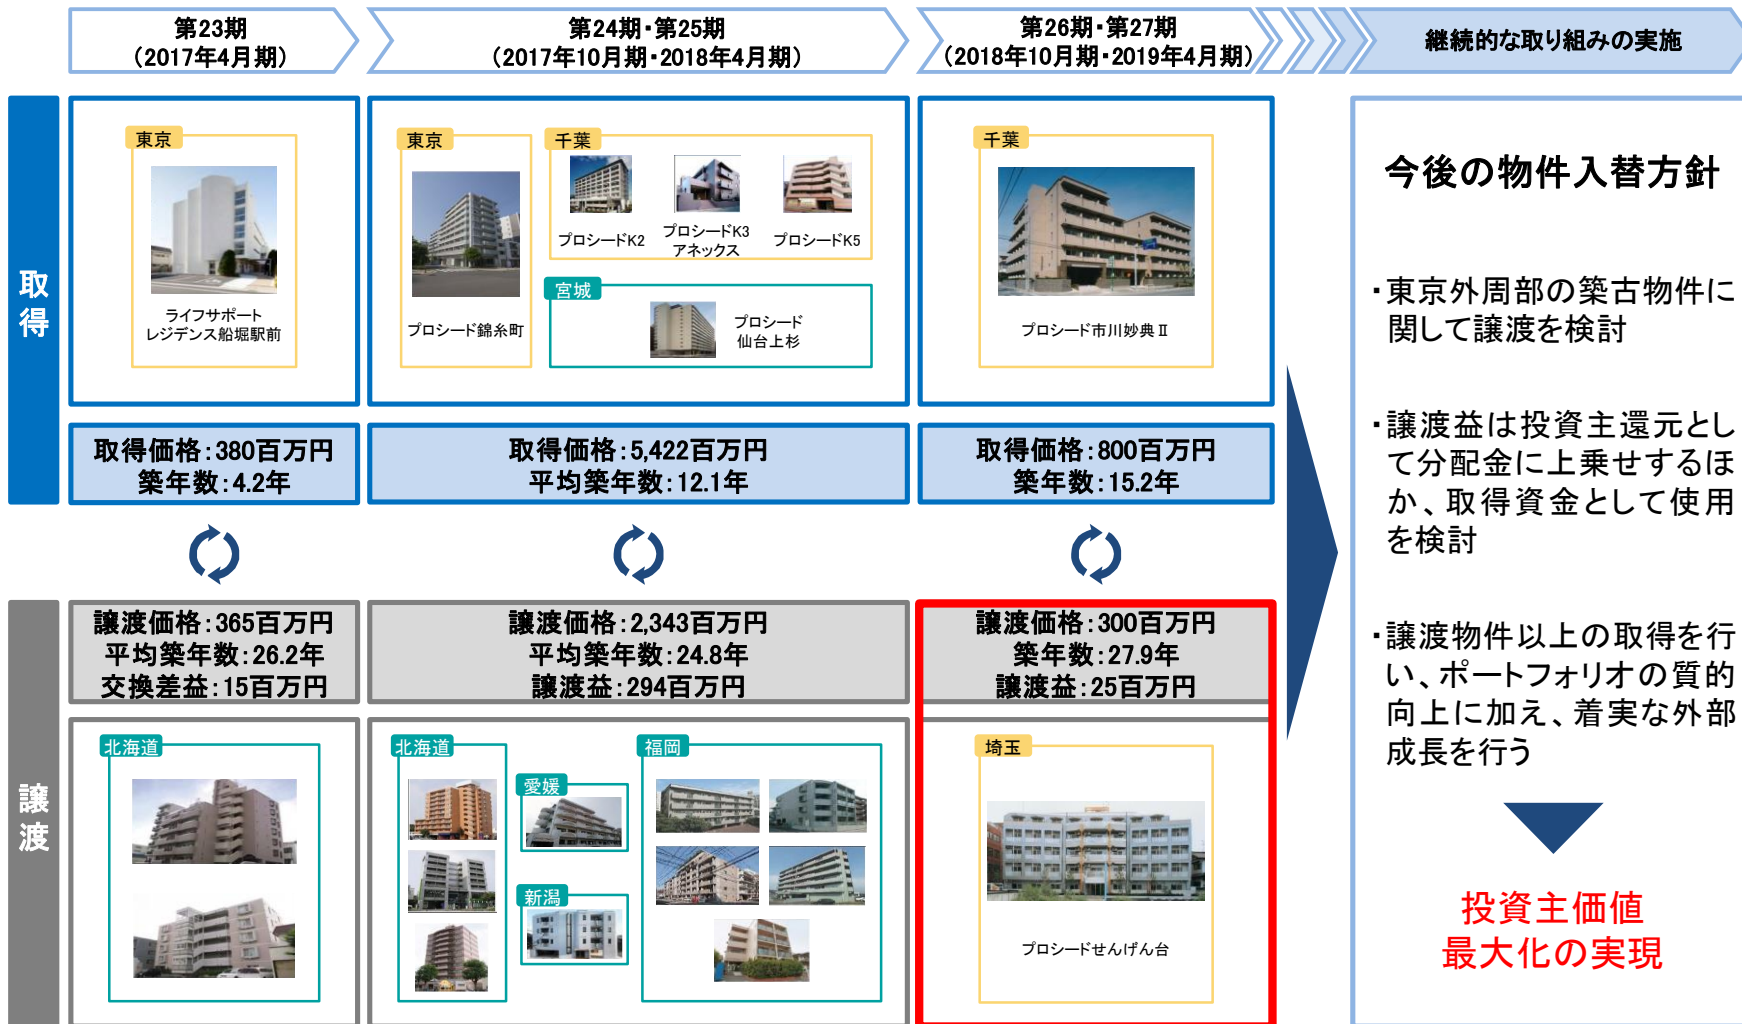 第23期
（2017年4月期）
第24期・第25期
（2017年10月期・2018年4月期）
第26期・第27期
（2018年10月期・2019年4月期）
継続的な取り組みの実施
取得
東京
ライフサポート
レジデンス船堀駅前
東京
プロシード錦糸町
千葉
プロシードK2
プロシードK3
アネックス
プロシードK5
宮城
プロシード
仙台上杉
千葉
プロシード市川妙典Ⅱ
取得価格：380百万円
築年数：4.2年
取得価格：5,422百万円
平均築年数：12.1年
取得価格：800百万円
築年数：15.2年
譲渡
譲渡価格：365百万円
平均築年数：26.2年
交換差益：15百万円
譲渡価格：2,343百万円
平均築年数：24.8年
譲渡益：294百万円
譲渡価格：300百万円
築年数：27.9年
譲渡益：25百万円
北海道
北海道
愛媛
新潟
福岡
埼玉
プロシードせんげん台
今後の物件入替方針
・東京外周部の築古物件に
関して譲渡を検討
・譲渡益は投資主還元とし
て分配金に上乗せするほ
か、取得資金として使用
を検討
・譲渡物件以上の取得を行
い、ポートフォリオの質的
向上に加え、着実な外部
成長を行う
投資主価値
最大化の実現